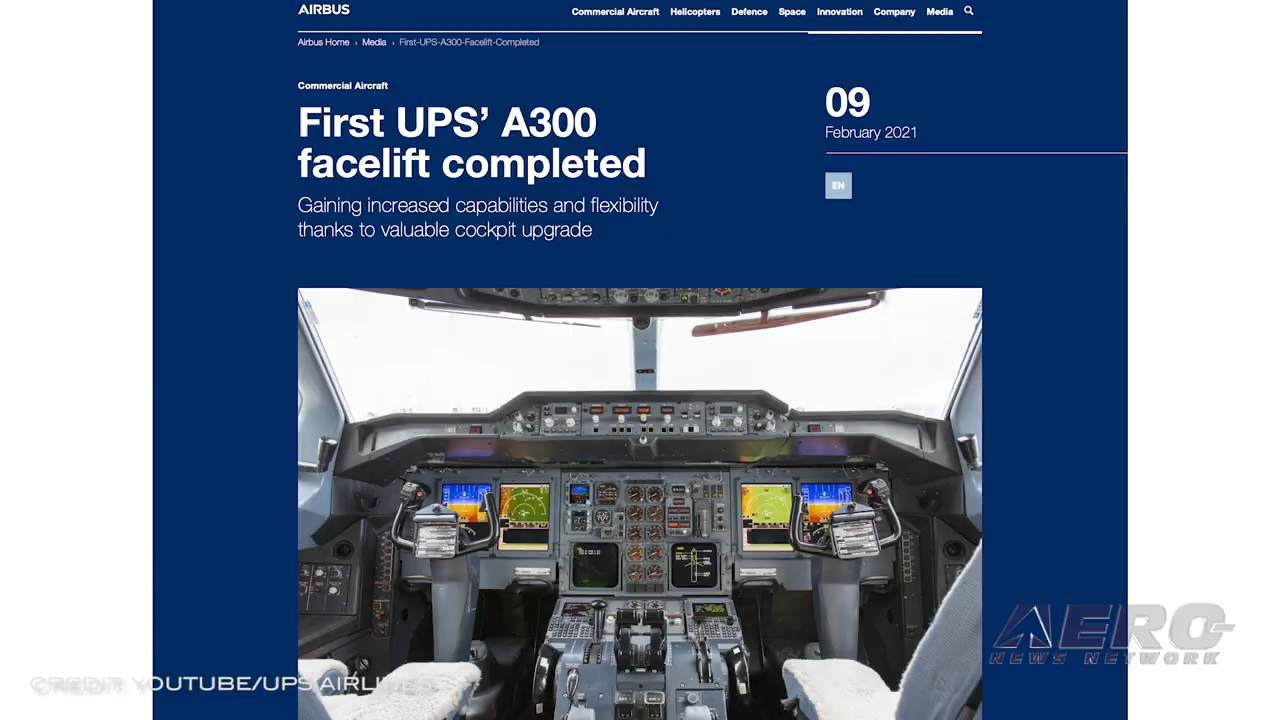 AIRBUS
Commercial Aircraft Helicopters Defence Space Innovation Company Media
Airbus Home › Media › First-UPS-A300-Facelift-Completed
Commercial Aircraft
First UPS’ A300
facelift completed
Gaining increased capabilities and flexibility
thanks to valuable cockpit upgrade
09
February 2021
EN
AERO
NEWS NETWORK
CREDIT: YOUTUBE/UPS AIRLINES